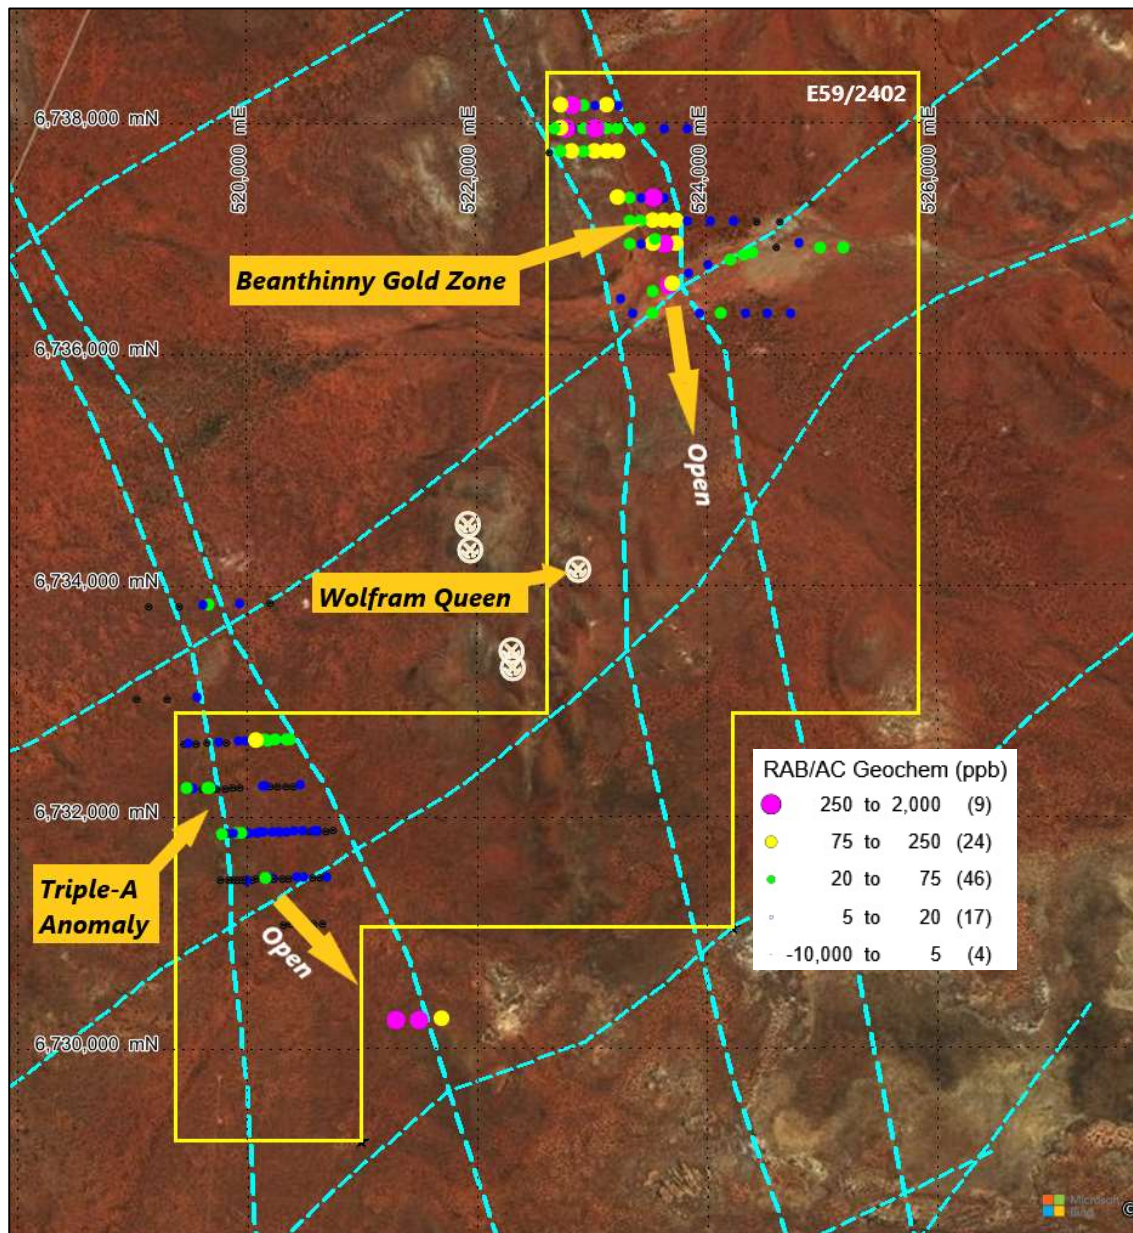 E59/2402
6,738,000 mN
520,000 mE
522,000 mE
524,000 mE
526,000 mE
Beanthinny Gold Zone
6,736,000 mN
Open
6,734,000 mN
Wolfram Queen
RAB/AC Geochem (ppb)
250 to 2,000 (9)
75 to 250 (24)
20 to 75 (46)
5 to 20 (17)
-10,000 to 5 (4)
6,732,000 mN
Triple-A
Anomaly
Open
6,730,000 mN
Microsoft
Bing
©